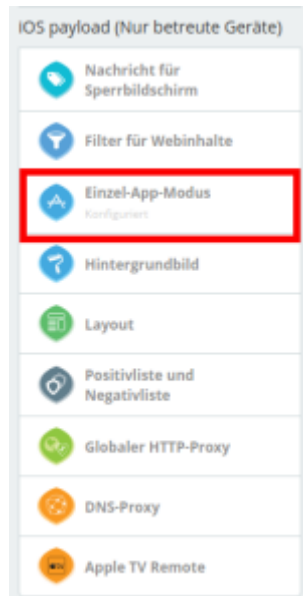 iOS payload (Nur betreute Geräte)
Nachricht für
Sperrbildschirm
Filter für Webinhalte
Einzel-App-Modus
Konfiguriert
Hintergrundbild
Layout
Positivliste und
Negativliste
Globaler HTTP-Proxy
DNS-Proxy
Apple TV Remote